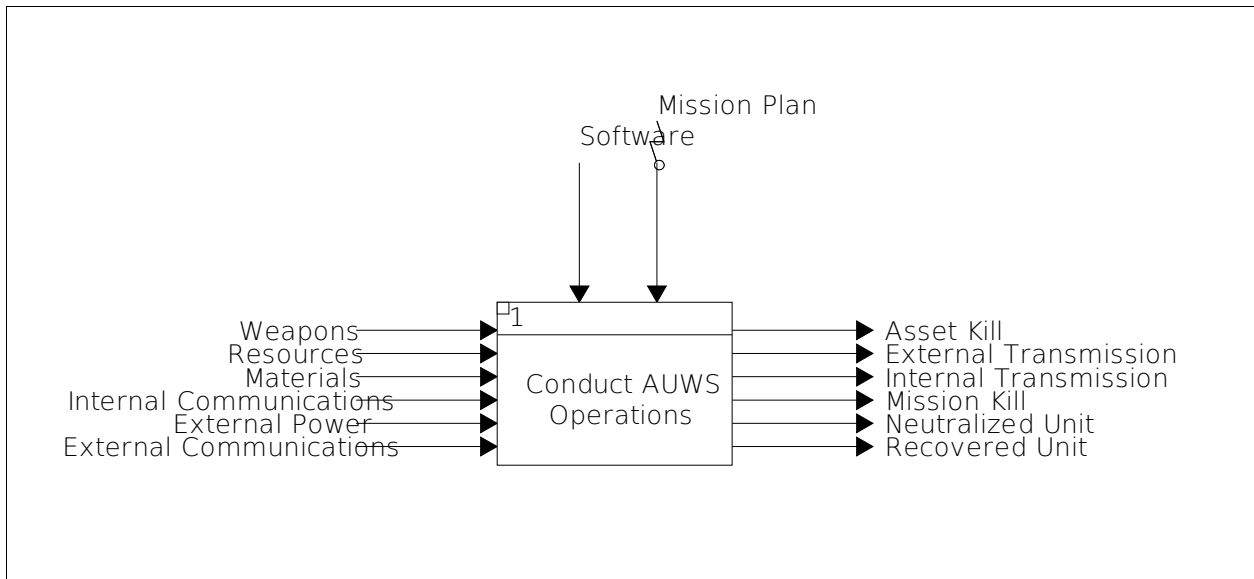 Mission Plan
Software
1
Conduct AUWS
Operations
Weapons
Resources
Materials
Internal Communications
External Power
External Communications
Asset Kill
External Transmission
Internal Transmission
Mission Kill
Neutralized Unit
Recovered Unit